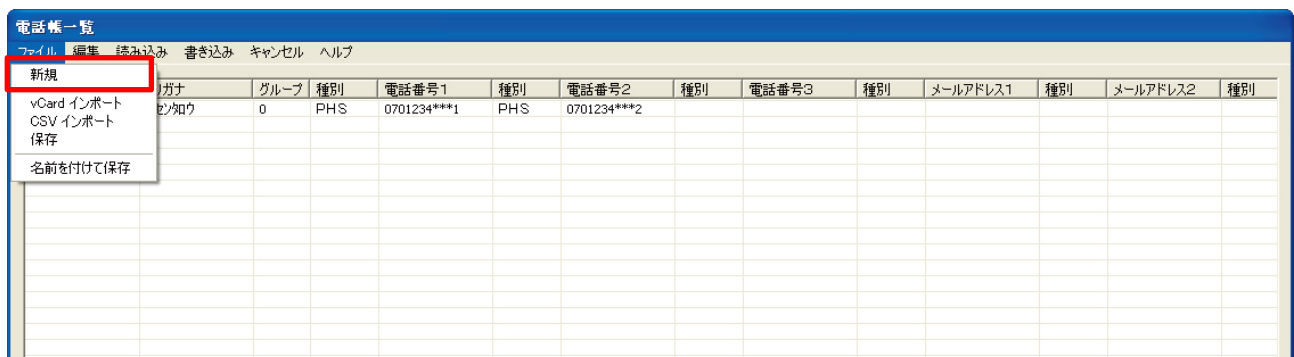 電話帳一覧
ファイル 編集 読み込み 書き込み キャンセル ヘルプ
新規
リガナ グループ 種別 電話番号1 種別 電話番号2 種別 電話番号3 種別 メールアドレス1 種別 メールアドレス2 種別
vCard インポート
センタロウ 0 PHS 0701234***1 PHS 0701234***2
CSV インポート
保存
名前を付けて保存